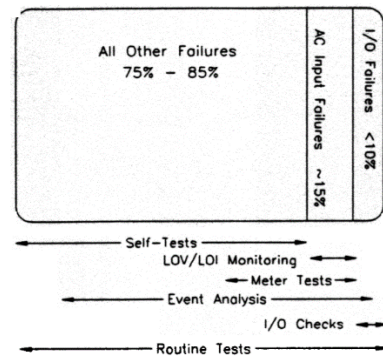 All Other Failures
75% - 85%
AC Input Failures ~15%
I/O Failures <10%
Self-Tests
LOV/LOI Monitoring
Meter Tests
Event Analysis
I/O Checks
Routine Tests